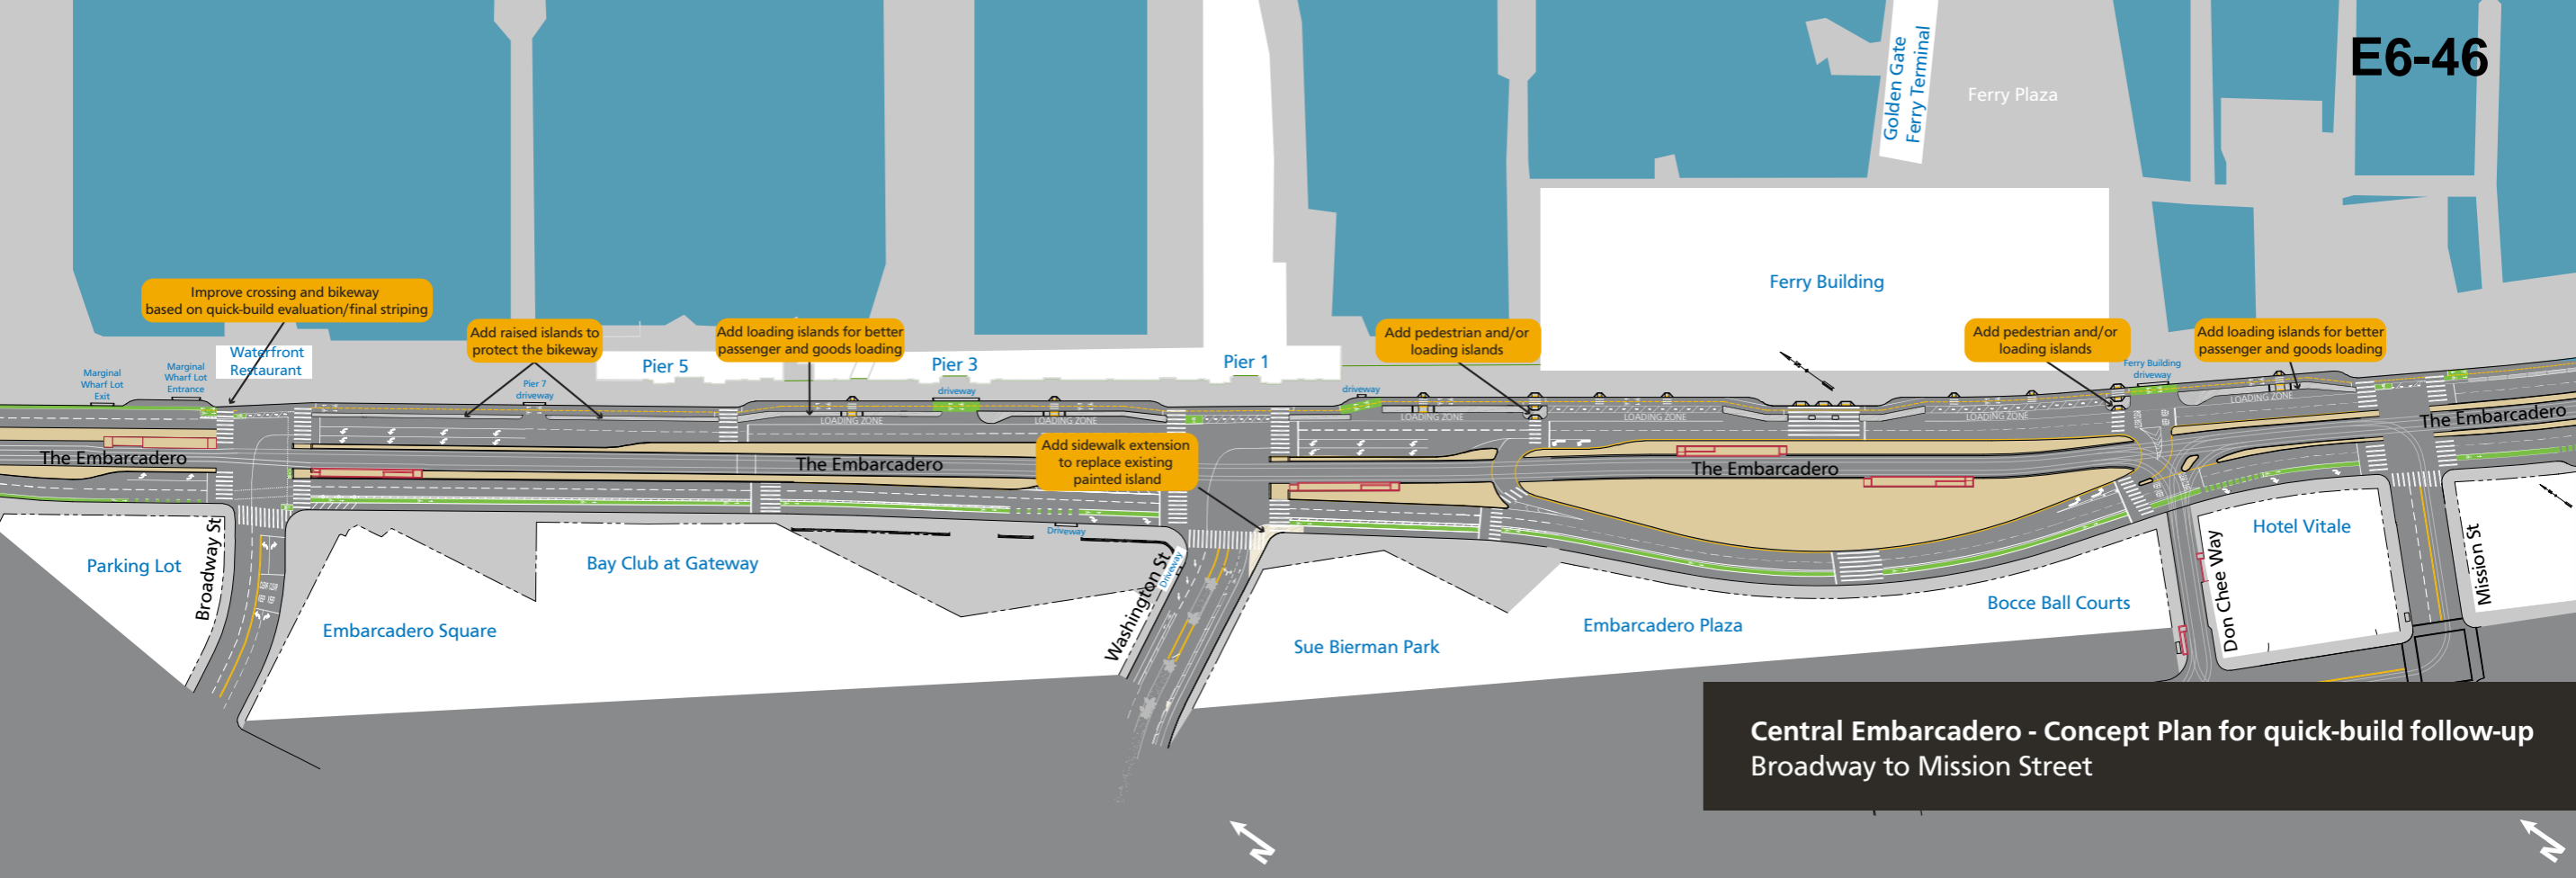 E6-46
Golden Gate
Ferry Terminal
Ferry Plaza
Ferry Building
Improve crossing and bikeway
based on quick-build evaluation/final striping
Add raised islands to
protect the bikeway
Add loading islands for better
passenger and goods loading
Add pedestrian and/or
loading islands
Add pedestrian and/or
loading islands
Add loading islands for better
passenger and goods loading
Waterfront
Restaurant
Marginal
Wharf Lot
Exit
Marginal
Wharf Lot
Entrance
Pier 7
driveway
Pier 5
Pier 3
driveway
Pier 1
driveway
Ferry Building
driveway
LOADING ZONE
LOADING ZONE
LOADING ZONE
LOADING ZONE
LOADING ZONE
LOADING ZONE
Add sidewalk extension
to replace existing
painted island
The Embarcadero
The Embarcadero
The Embarcadero
The Embarcadero
Parking Lot
Broadway St
Embarcadero Square
Bay Club at Gateway
Driveway
Washington St
Driveway
Sue Bierman Park
Embarcadero Plaza
Bocce Ball Courts
Don Chee Way
Hotel Vitale
Mission St
Central Embarcadero - Concept Plan for quick-build follow-up
Broadway to Mission Street
N
N